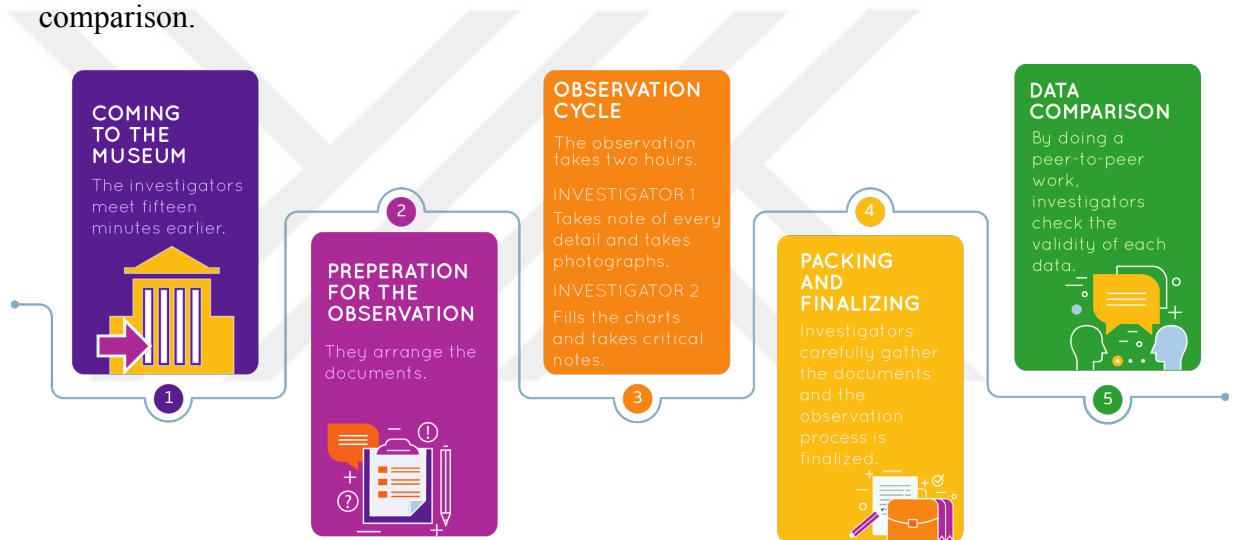 comparison.
COMING
TO THE
MUSEUM
The investigators
meet fifteen
minutes earlier.
1
2
PREPERATION
FOR THE
OBSERVATION
They arrange the
documents.
OBSERVATION
CYCLE
The observation
takes two hours.
INVESTIGATOR 1
Takes note of every
detail and takes
photographs.
INVESTIGATOR 2
Fills the charts
and takes critical
notes.
3
4
PACKING
AND
FINALIZING
Investigators
carefully gather
the documents
and the
observation
process is
finalized.
DATA
COMPARISON
By doing a
peer-to-peer
work,
investigators
check the
validity of each
data.
5